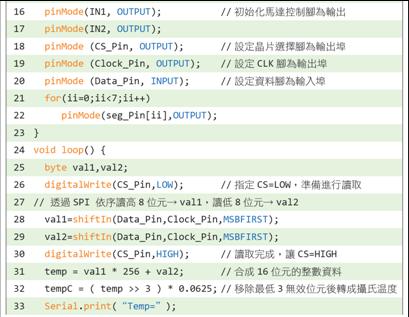 16 pinMode(IN1, OUTPUT); // 初始化馬達控制腳為輸出
17 pinMode(IN2, OUTPUT);
18 pinMode (CS_Pin, OUTPUT); // 設定晶片選擇腳為輸出埠
19 pinMode (Clock_Pin, OUTPUT); // 設定 CLK 腳為輸出埠
20 pinMode (Data_Pin, INPUT); // 設定資料腳為輸入埠
21 for(ii=0;ii<7;ii++)
22 pinMode(seg_Pin[ii],OUTPUT);
23 }
24 void loop() {
25 byte val1,val2;
26 digitalWrite(CS_Pin,LOW); // 指定 CS=LOW，準備進行讀取
27 // 透過 SPI 依序讀高 8 位元→ val1，讀低 8 位元→ val2
28 val1=shiftIn(Data_Pin,Clock_Pin,MSBFIRST);
29 val2=shiftIn(Data_Pin,Clock_Pin,MSBFIRST);
30 digitalWrite(CS_Pin,HIGH); // 讀取完成，讓 CS=HIGH
31 temp = val1 * 256 + val2; // 合成 16 位元的整數資料
32 tempC = ( temp >> 3 ) * 0.0625; // 移除最低 3 無效位元後轉成攝氏溫度
33 Serial.print( “Temp=” );